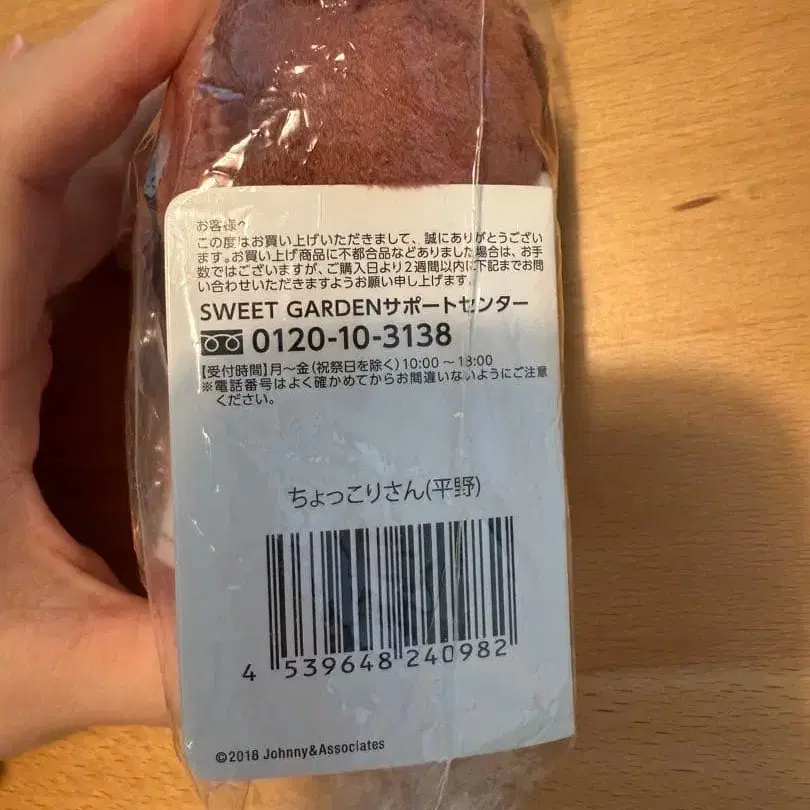 お客様へ
この度はお買い上げいただきまして、誠にありがとうござい
ます。お買い上げ商品に不都合品などありました場合は、お手
数ではございますが、ご購入日より2週間以内に下記までお問
い合わせいただきますようお願い申し上げます。
SWEET GARDENサポートセンター
0120-10-3138
【受付時間】月～金(祝祭日を除く)10:00～18:00
※電話番号はよく確かめてからお間違いないようにご注意
ください。
ちょっこりさん(平野)
4 539648 240982
©2018 Johnny&Associates